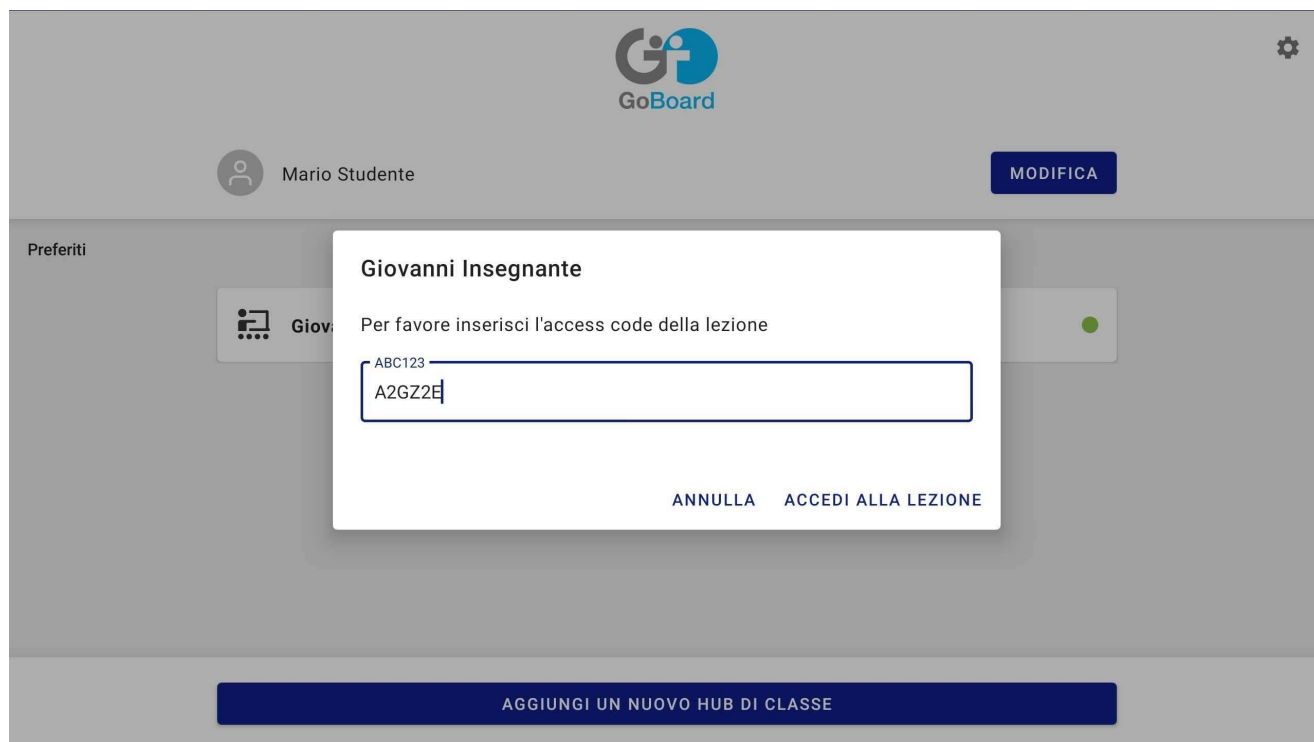 GoBoard
Mario Studente
MODIFICA
Preferiti
Giova
Giovanni Insegnante
Per favore inserisci l'access code della lezione
ABC123
A2GZ2E
ANNULLA ACCEDI ALLA LEZIONE
AGGIUNGI UN NUOVO HUB DI CLASSE